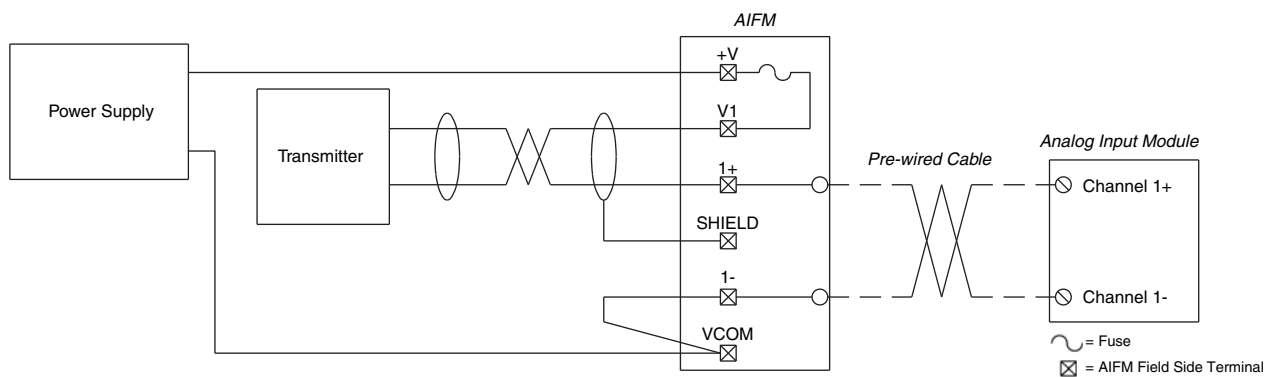 AIFM
+V
Power Supply
V1
Transmitter
1+
SHIELD
1-
VCOM
Pre-wired Cable
Analog Input Module
Channel 1+
Channel 1-
= Fuse
= AIFM Field Side Terminal